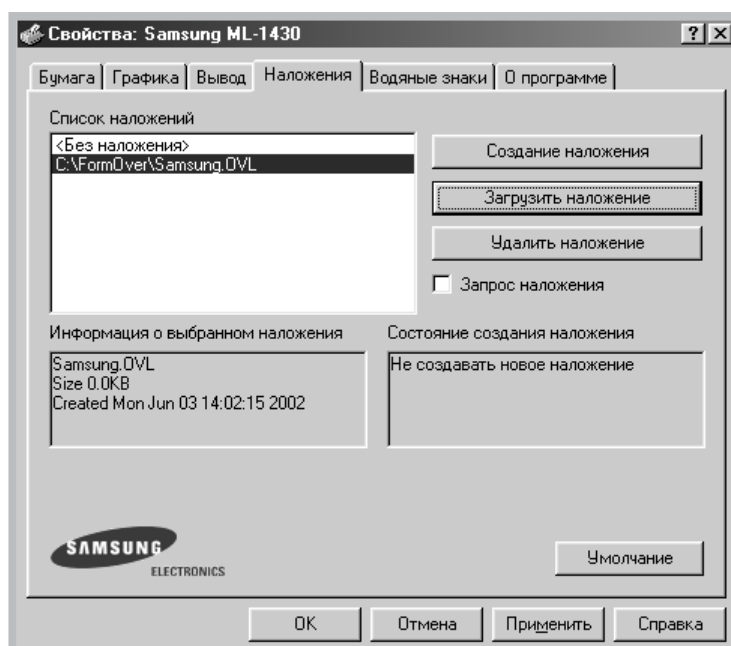 Свойства: Samsung ML-1430
Бумага Графика Вывод Наложения Водяные знаки О программе
Список наложений
<Без наложения>
C:\FormOver\Samsung.OVL
Создание наложения
Загрузить наложение
Удалить наложение
Запрос наложения
Информация о выбранном наложения
Samsung.OVL
Size 0.0KB
Created Mon Jun 03 14:02:15 2002
Состояние создания наложения
Не создавать новое наложение
SAMSUNG
ELECTRONICS
Умолчание
OK Отмена Применить Справка